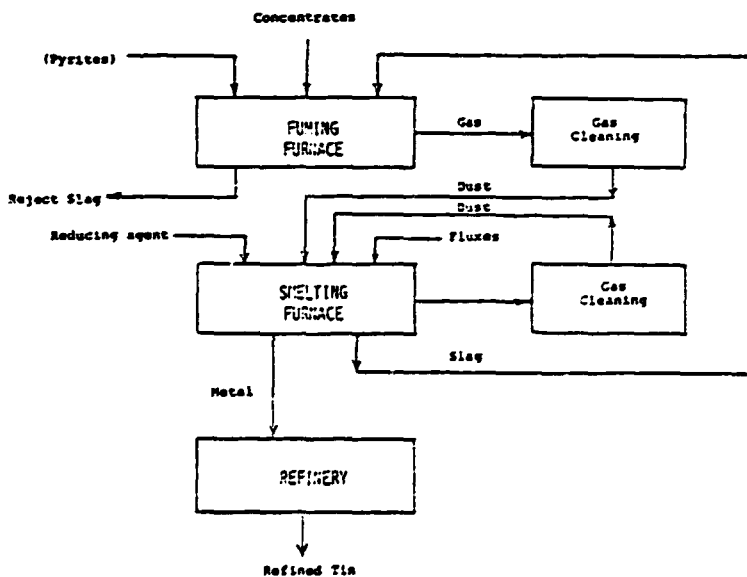 Concentrates
(Pyrites)
FUMING
FURNACE
Gas
Gas
Cleaning
Reject Slag
Dust
Dust
Reducing agent
Fluxes
SMELTING
FURNACE
Gas
Cleaning
Slag
Metal
REFINERY
Refined Tin